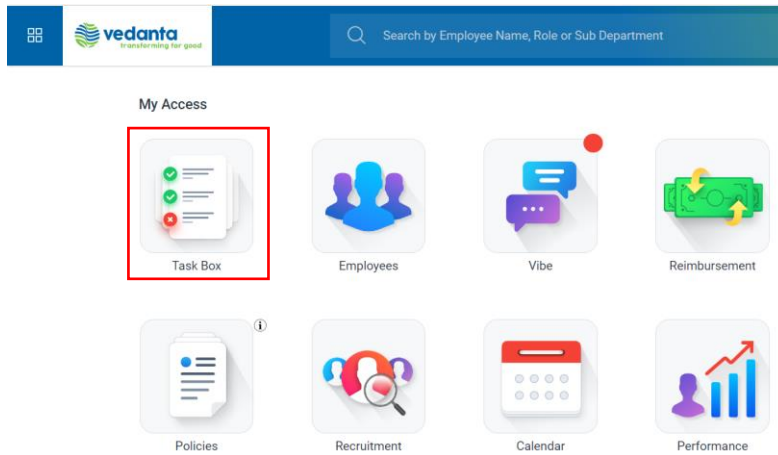 vedanta
transforming for good
Search by Employee Name, Role or Sub Department
My Access
Task Box
Employees
Vibe
Reimbursement
Policies
Recruitment
Calendar
Performance